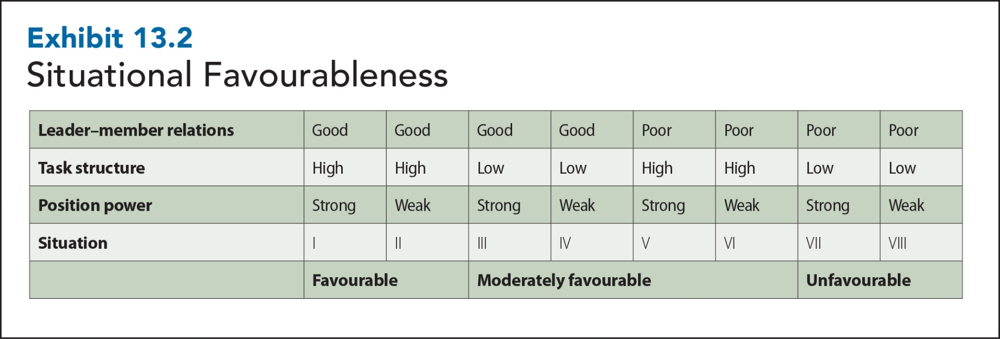 Exhibit 13.2
Situational Favourableness
Leader–member relations Good Good Good Good Poor Poor Poor Poor
Task structure High High Low Low High High Low Low
Position power Strong Weak Strong Weak Strong Weak Strong Weak
Situation I II III IV V VI VII VIII
Favourable Moderately favourable Unfavourable